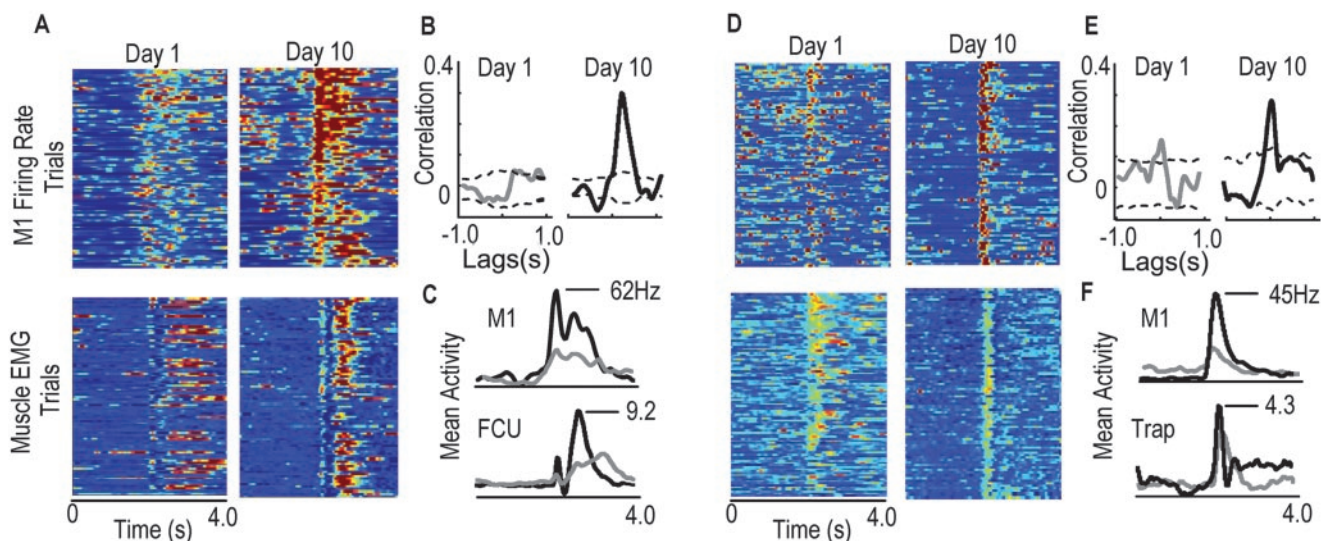 A
Day 1
Day 10
M1 Firing Rate
Trials
Muscle EMG
Trials
0
4.0
Time (s)
B
0.4
Day 1
Day 10
Correlation
0
-1.0
1.0
Lags(s)
C
62Hz
M1
Mean Activity
9.2
FCU
4.0
D
Day 1
Day 10
0
4.0
Time (s)
E
0.4
Day 1
Day 10
Correlation
0
-1.0
1.0
Lags(s)
F
M1
45Hz
Mean Activity
Trap
4.3
4.0